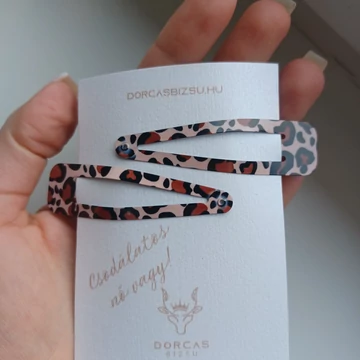 DORCASBIZSU.HU
Csodálatos
nő vagy!
DORCAS
BIZSU